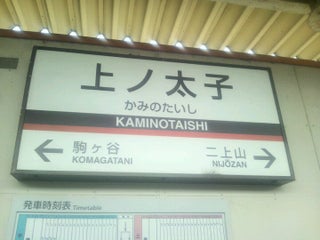 上ノ太子
かみのたいし
KAMINOTAISHI
駒ヶ谷
KOMAGATANI
二上山
NIJŌZAN
発車時刻表 Timetable